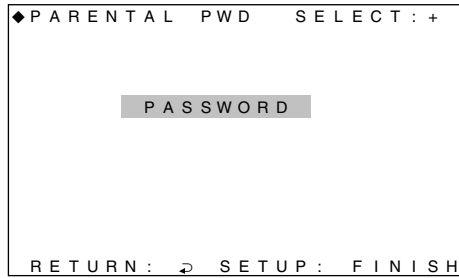 ◆PARENTAL PWD SELECT:+
PASSWORD
RETURN: ⊋ SETUP: FINISH